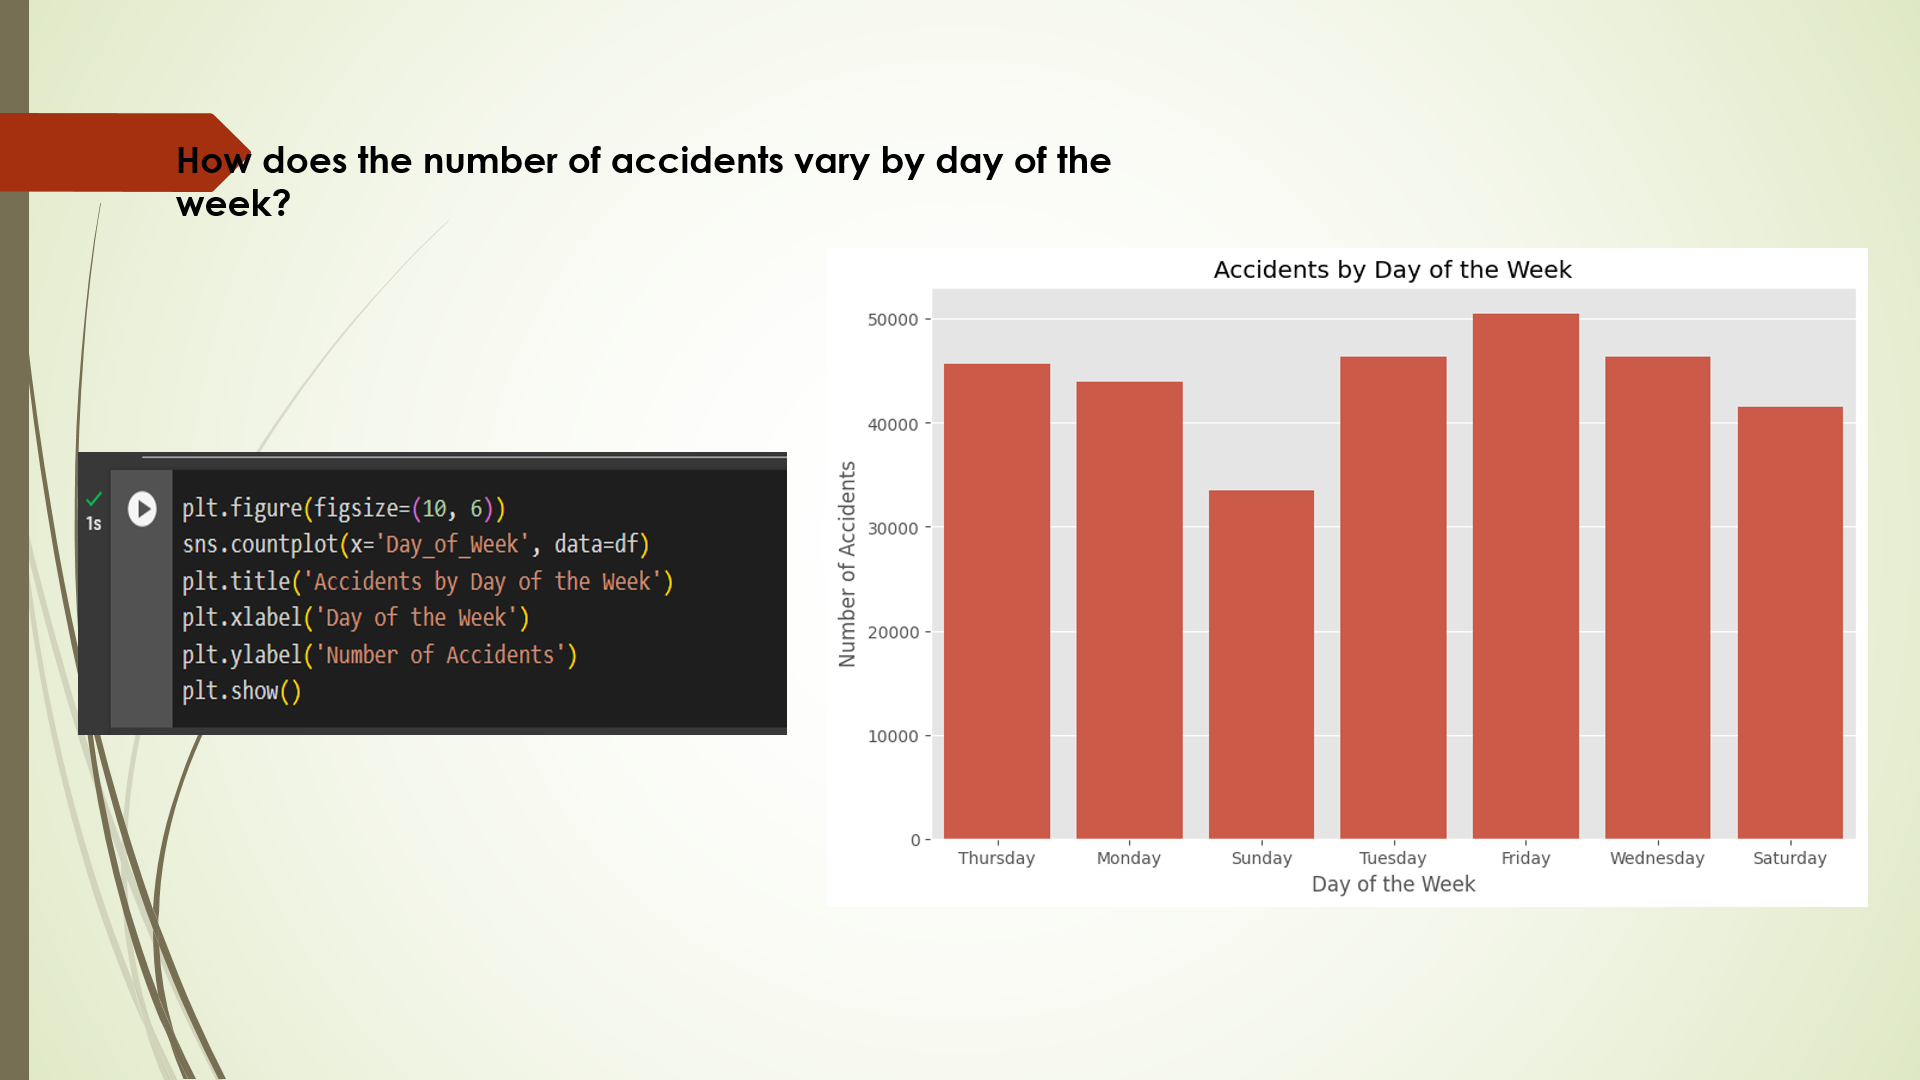 How does the number of accidents vary by day of the
week?
1s
plt.figure(figsize=(10, 6))
sns.countplot(x='Day_of_Week', data=df)
plt.title('Accidents by Day of the Week')
plt.xlabel('Day of the Week')
plt.ylabel('Number of Accidents')
plt.show()
Accidents by Day of the Week
Number of Accidents
50000
40000
30000
20000
10000
0
Thursday Monday Sunday Tuesday Friday Wednesday Saturday
Day of the Week